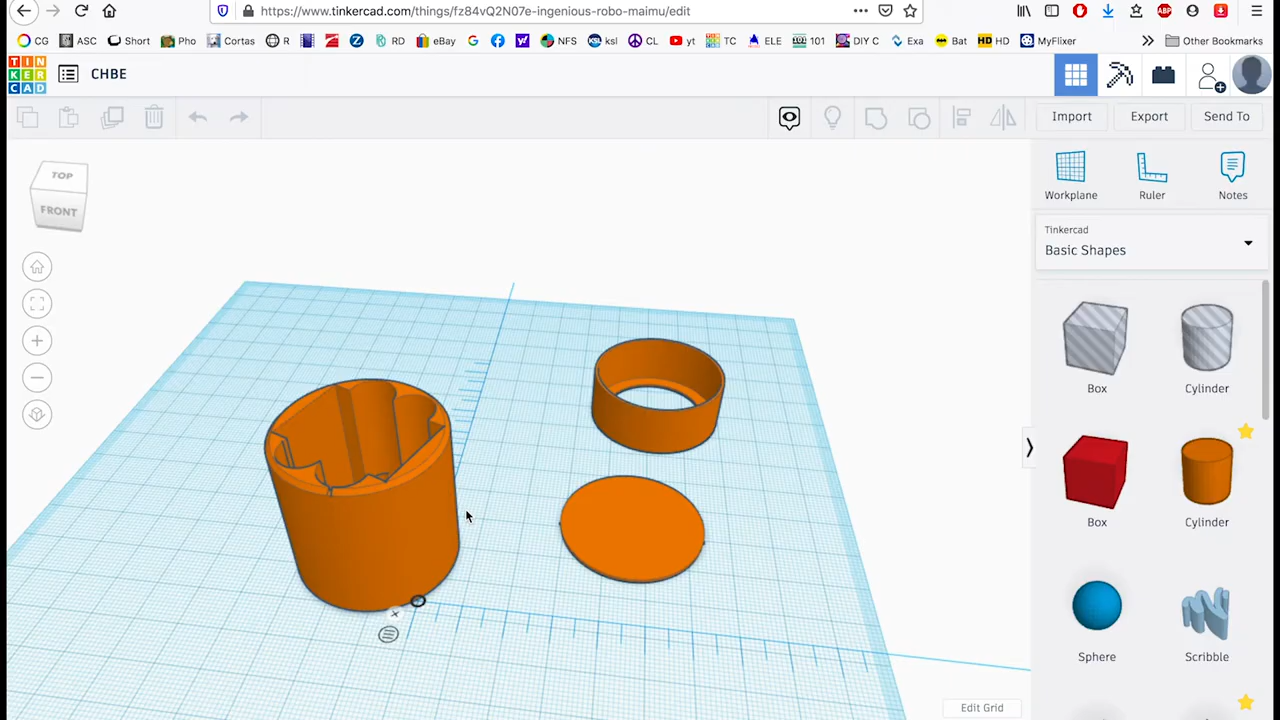 https://www.tinkercad.com/things/fz84vQ2N07e-ingenious-robo-maimu/edit
ABP
CG ASC Short Pho Cortas R Z RD eBay G NFS ksl CL yt TC ELE 101 DIY C Exa Bat HD HD MyFlixer Other Bookmarks
TIN
KER
CAD
CHBE
Import Export Send To
TOP
FRONT
Workplane Ruler Notes
Tinkercad
Basic Shapes
Box Cylinder
Box Cylinder
Sphere Scribble
Edit Grid